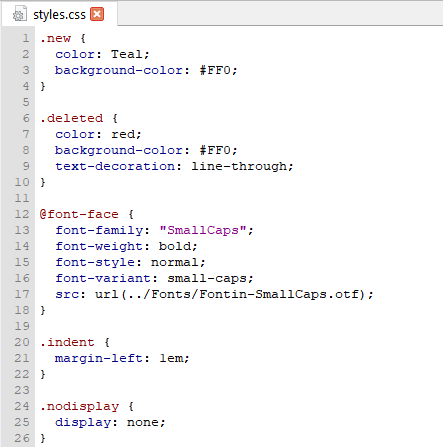 styles.css
1 .new {
2   color: Teal;
3   background-color: #FF0;
4 }
5
6 .deleted {
7   color: red;
8   background-color: #FF0;
9   text-decoration: line-through;
10 }
11
12 @font-face {
13   font-family: "SmallCaps";
14   font-weight: bold;
15   font-style: normal;
16   font-variant: small-caps;
17   src: url(../Fonts/Fontin-SmallCaps.otf);
18 }
19
20 .indent {
21   margin-left: 1em;
22 }
23
24 .nodisplay {
25   display: none;
26 }